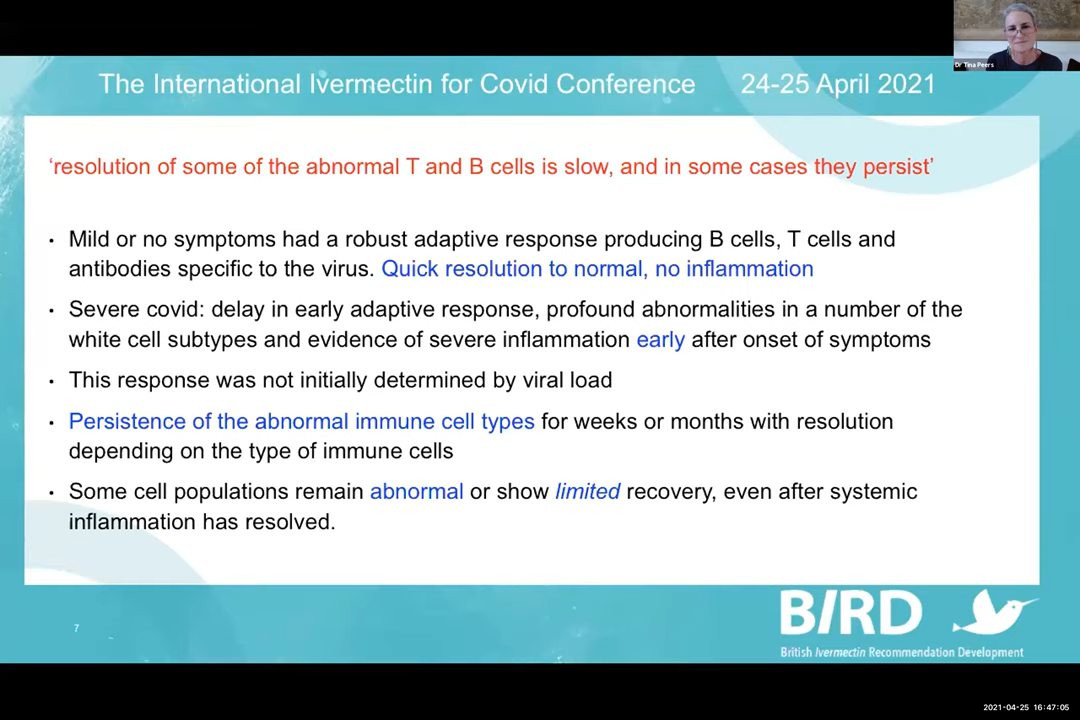 Dr Tina Peers
The International Ivermectin for Covid Conference 24-25 April 2021
‘resolution of some of the abnormal T and B cells is slow, and in some cases they persist’
• Mild or no symptoms had a robust adaptive response producing B cells, T cells and
antibodies specific to the virus. Quick resolution to normal, no inflammation
• Severe covid: delay in early adaptive response, profound abnormalities in a number of the
white cell subtypes and evidence of severe inflammation early after onset of symptoms
• This response was not initially determined by viral load
• Persistence of the abnormal immune cell types for weeks or months with resolution
depending on the type of immune cells
• Some cell populations remain abnormal or show limited recovery, even after systemic
inflammation has resolved.
7
BIRD
British Ivermectin Recommendation Development
2021-04-25 16:47:05